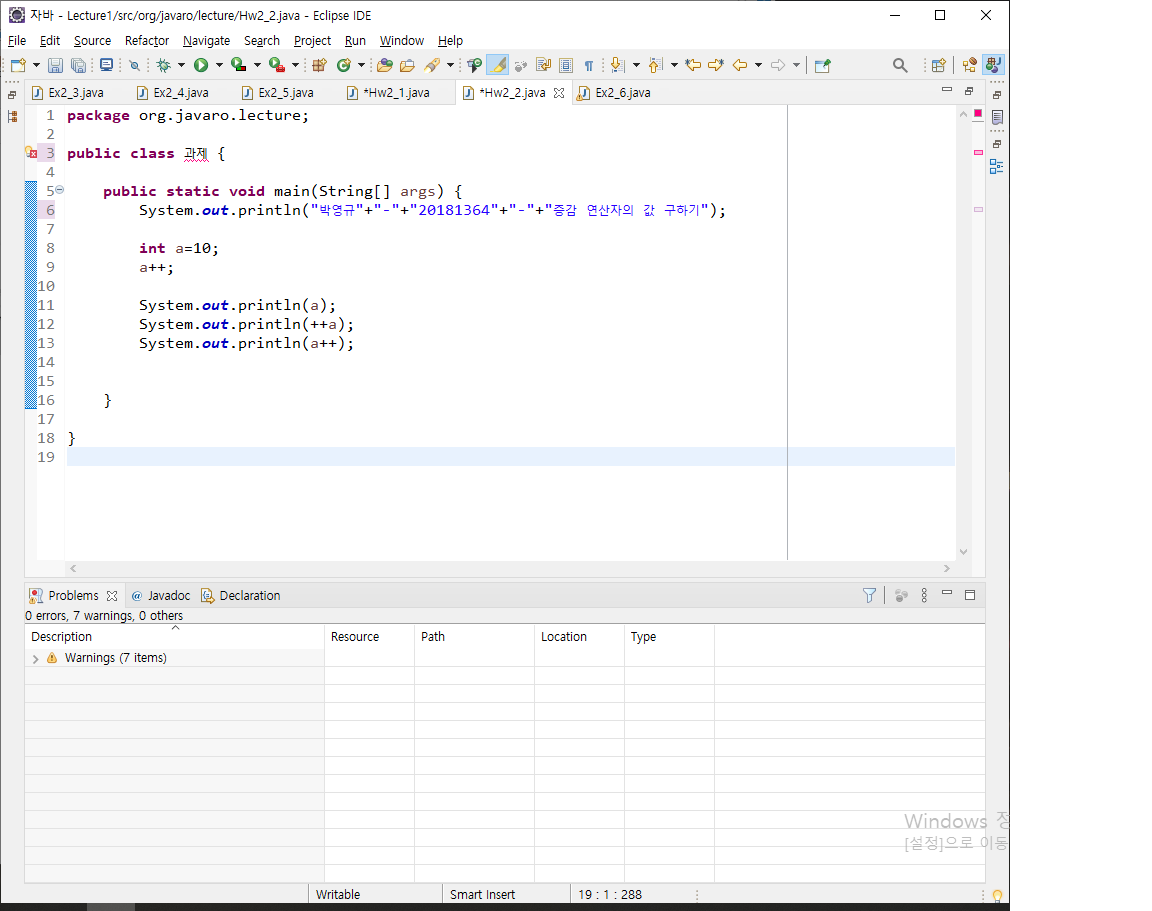 자바 - Lecture1/src/org/javaro/lecture/Hw2_2.java - Eclipse IDE
File Edit Source Refactor Navigate Search Project Run Window Help
Ex2_3.java Ex2_4.java Ex2_5.java *Hw2_1.java *Hw2_2.java Ex2_6.java
1 package org.javaro.lecture;
2
3 public class 과제 {
4
5 public static void main(String[] args) {
6 System.out.println("박영규"+"-"+"20181364"+"-"+"증감 연산자의 값 구하기");
7
8 int a=10;
9 a++;
10
11 System.out.println(a);
12 System.out.println(++a);
13 System.out.println(a++);
14
15
16 }
17
18 }
19
Problems @ Javadoc Declaration
0 errors, 7 warnings, 0 others
Description Resource Path Location Type
Warnings (7 items)
Windows 정
[설정]으로 이동
Writable Smart Insert 19 : 1 : 288